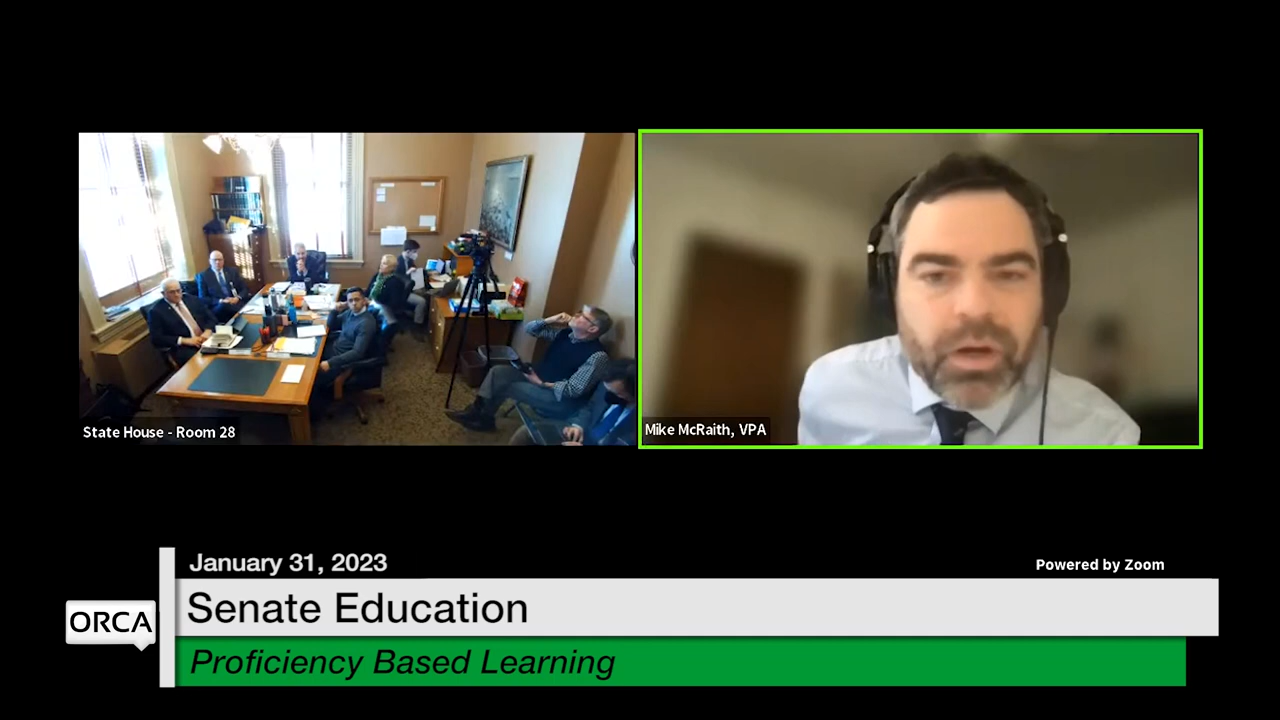 State House - Room 28
Mike McRaith, VPA
January 31, 2023
Powered by Zoom
Senate Education
ORCA
Proficiency Based Learning